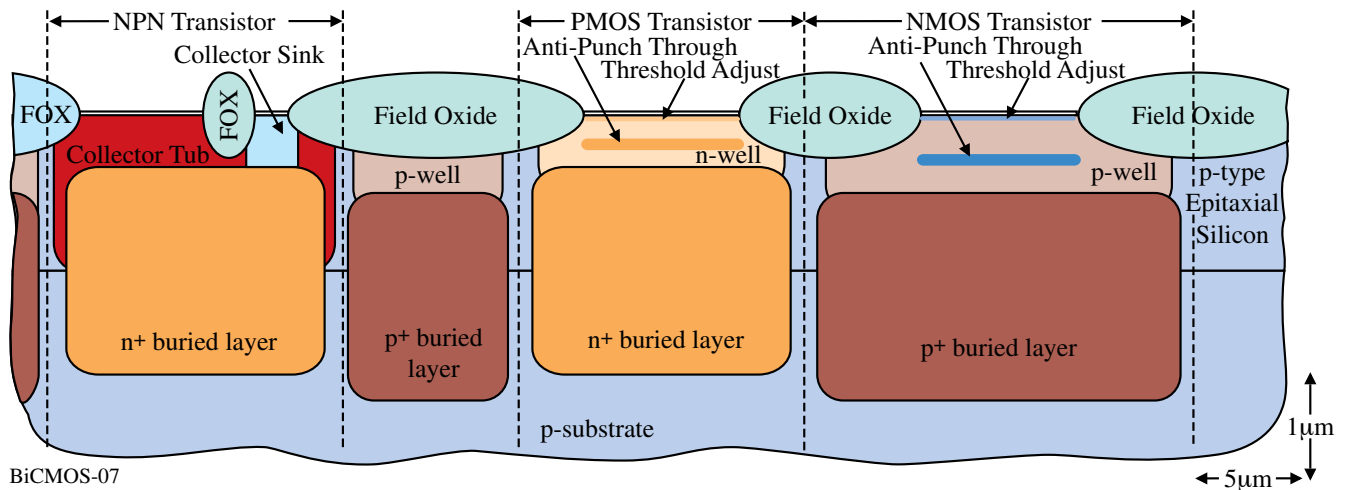 NPN Transistor
PMOS Transistor
NMOS Transistor
Collector Sink
Anti-Punch Through
Threshold Adjust
Anti-Punch Through
Threshold Adjust
FOX
FOX
Field Oxide
Field Oxide
Field Oxide
Collector Tub
p-well
n-well
p-well
p-type
Epitaxial
Silicon
n+ buried layer
p+ buried
layer
n+ buried layer
p+ buried layer
p-substrate
1μm
5μm
BiCMOS-07